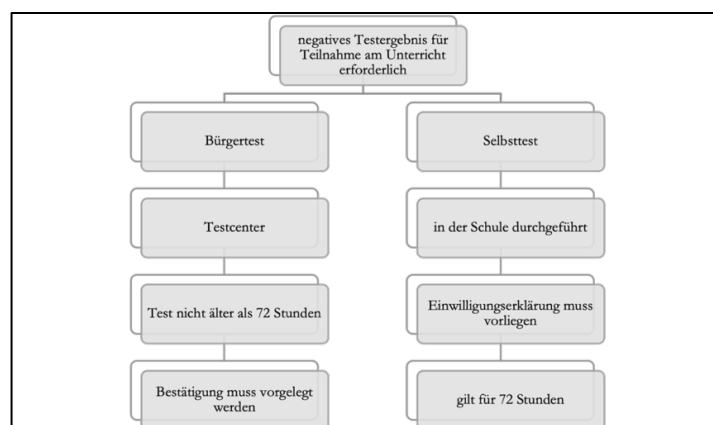 negatives Testergebnis für
Teilnahme am Unterricht
erforderlich
Bürgertest
Testcenter
Test nicht älter als 72 Stunden
Bestätigung muss vorgelegt
werden
Selbsttest
in der Schule durchgeführt
Einwilligungserklärung muss
vorliegen
gilt für 72 Stunden